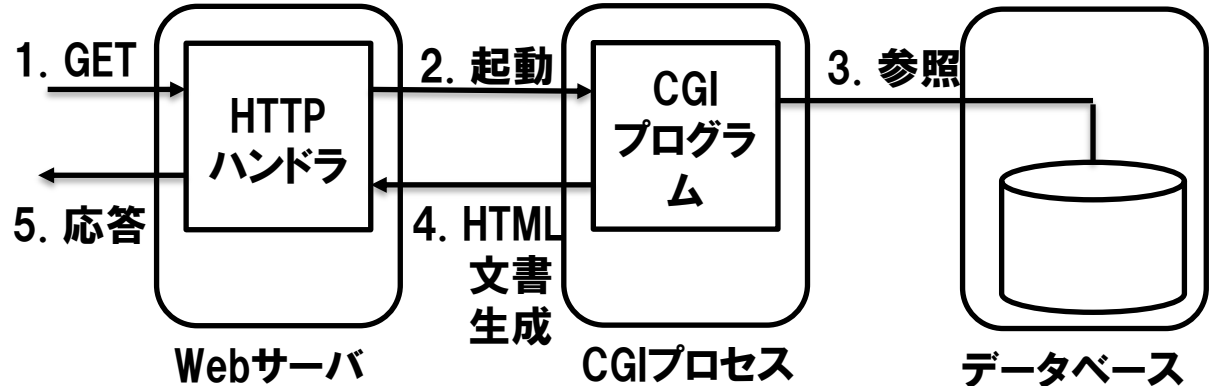 1. GET
HTTP
ハンドラ
5. 応答
Webサーバ
2. 起動
4. HTML
文書
生成
CGI
プログラ
ム
CGIプロセス
3. 参照
データベース